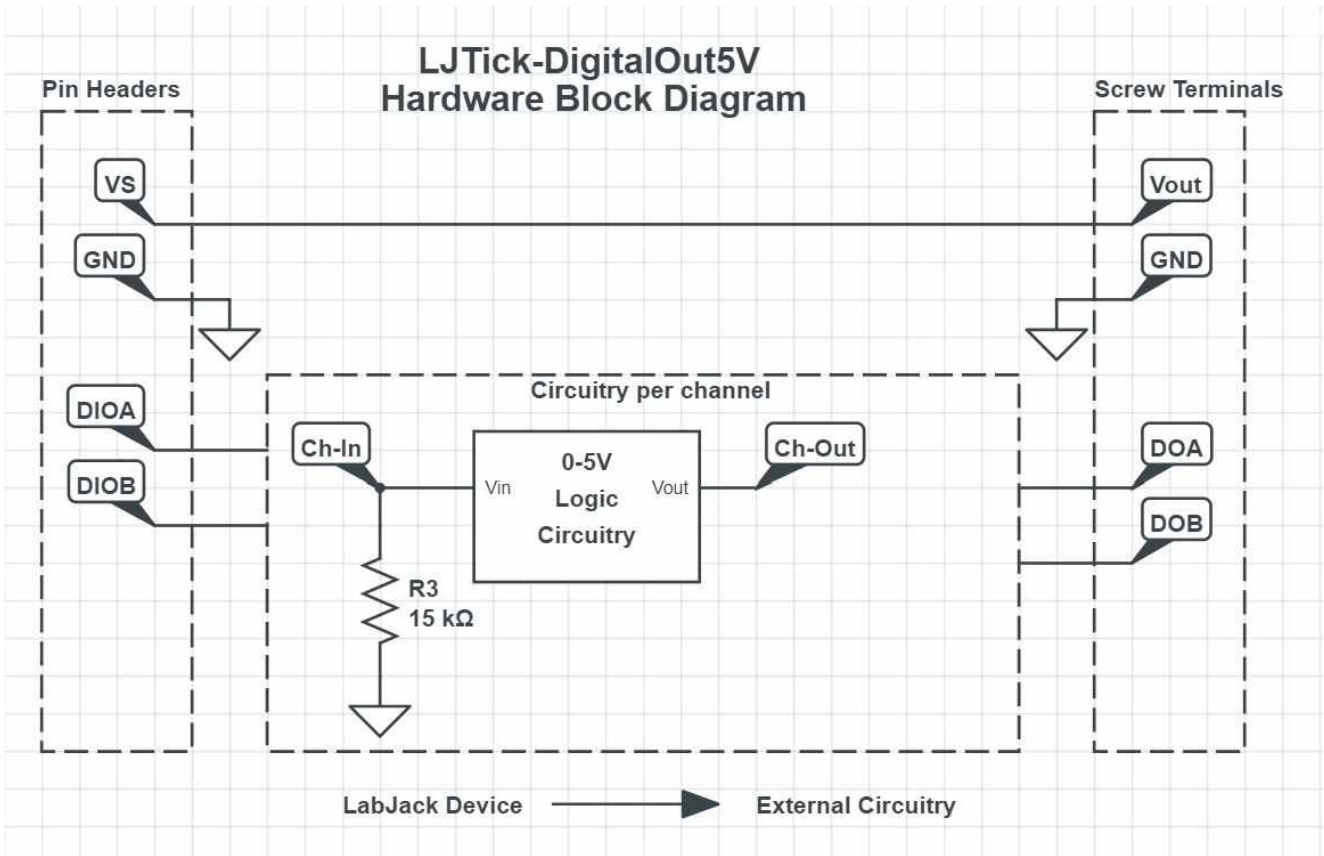 LJTick-DigitalOut5V
Hardware Block Diagram
Pin Headers
Screw Terminals
VS
Vout
GND
GND
Circuitry per channel
DIOA
DIOB
Ch-In
0-5V
Logic
Circuitry
Vin
Vout
Ch-Out
DOA
DOB
R3
15 kΩ
LabJack Device
External Circuitry